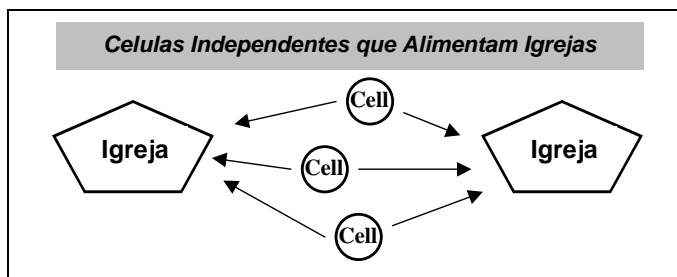 Celulas Independentes que Alimentam Igrejas
Cell
Igreja
Cell
Igreja
Cell